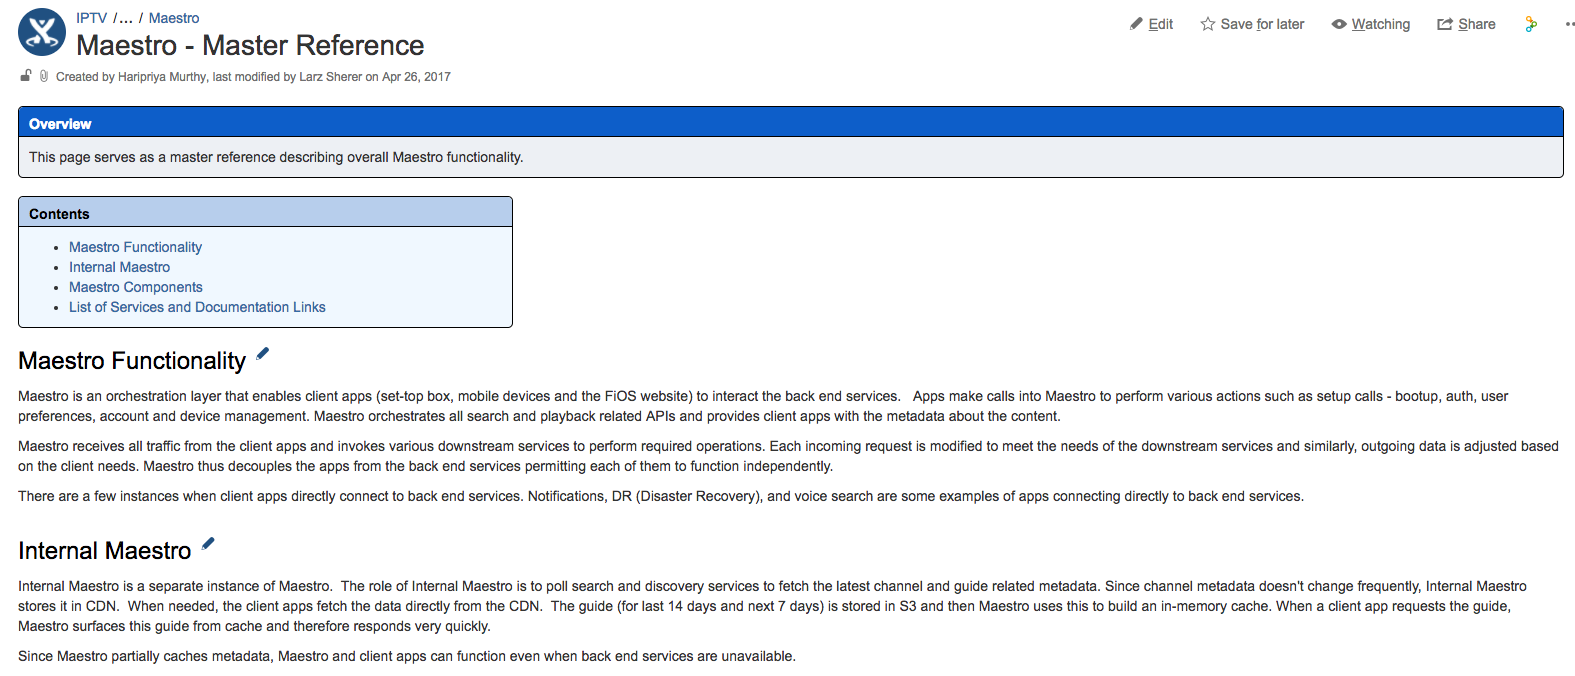 IPTV /... / Maestro
Edit Save for later Watching Share
Maestro - Master Reference
Created by Haripriya Murthy, last modified by Larz Sherer on Apr 26, 2017
Overview
This page serves as a master reference describing overall Maestro functionality.
Contents
• Maestro Functionality
• Internal Maestro
• Maestro Components
• List of Services and Documentation Links
Maestro Functionality
Maestro is an orchestration layer that enables client apps (set-top box, mobile devices and the FiOS website) to interact the back end services.   Apps make calls into Maestro to perform various actions such as setup calls - bootup, auth, user
preferences, account and device management. Maestro orchestrates all search and playback related APIs and provides client apps with the metadata about the content.
Maestro receives all traffic from the client apps and invokes various downstream services to perform required operations. Each incoming request is modified to meet the needs of the downstream services and similarly, outgoing data is adjusted based
on the client needs. Maestro thus decouples the apps from the back end services permitting each of them to function independently.
There are a few instances when client apps directly connect to back end services. Notifications, DR (Disaster Recovery), and voice search are some examples of apps connecting directly to back end services.
Internal Maestro
Internal Maestro is a separate instance of Maestro.  The role of Internal Maestro is to poll search and discovery services to fetch the latest channel and guide related metadata. Since channel metadata doesn't change frequently, Internal Maestro
stores it in CDN.  When needed, the client apps fetch the data directly from the CDN.  The guide (for last 14 days and next 7 days) is stored in S3 and then Maestro uses this to build an in-memory cache. When a client app requests the guide,
Maestro surfaces this guide from cache and therefore responds very quickly.
Since Maestro partially caches metadata, Maestro and client apps can function even when back end services are unavailable.